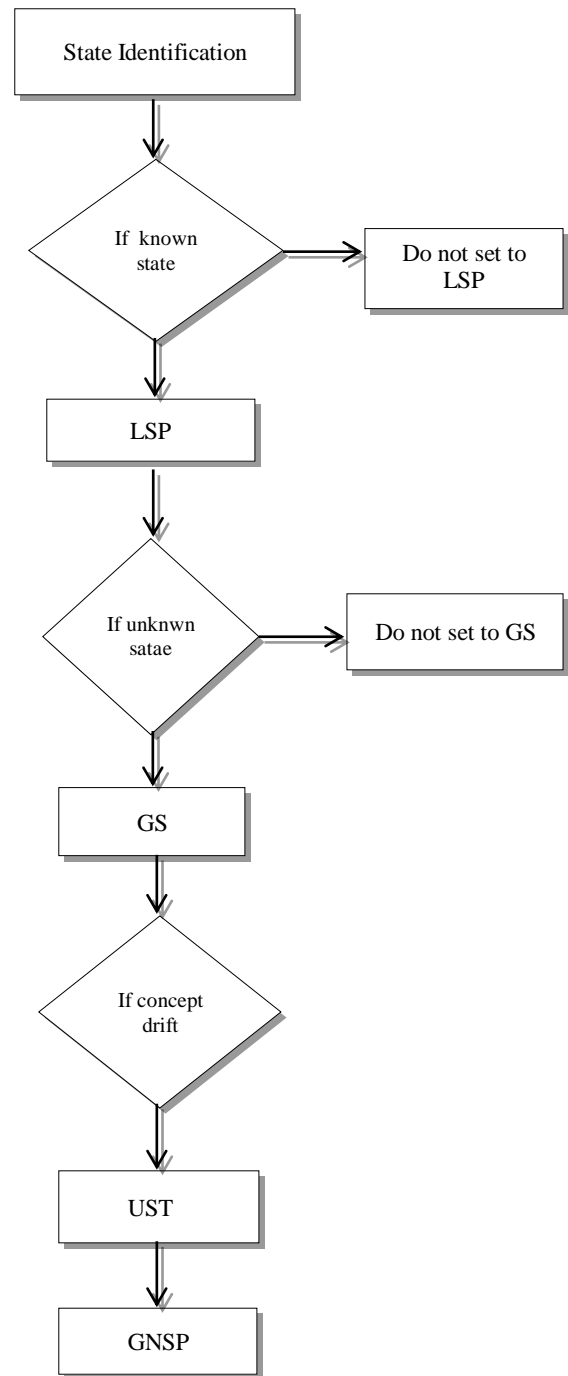 State Identification
If known
state
Do not set to
LSP
LSP
If unknwn
satae
Do not set to GS
GS
If concept
drift
UST
GNSP